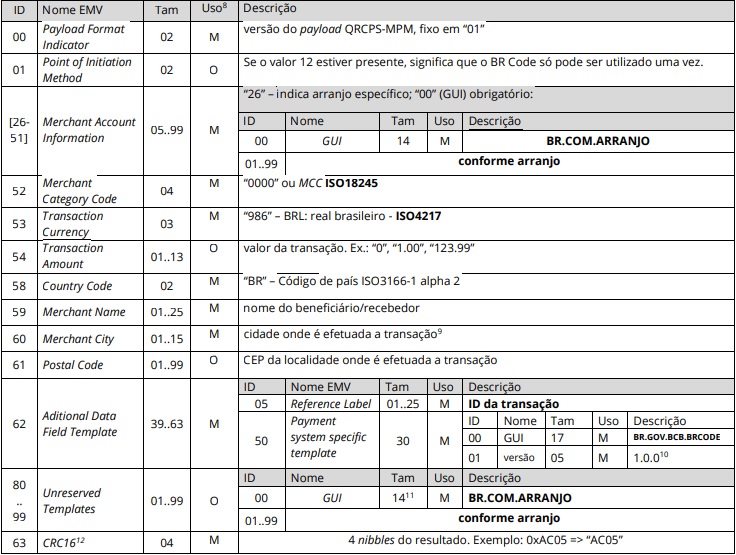 ID Nome EMV Tam Uso⁸ Descrição
00 Payload Format Indicator 02 M versão do payload QRCPS-MPM, fixo em “01”
01 Point of Initiation Method 02 O Se o valor 12 estiver presente, significa que o BR Code só pode ser utilizado uma vez.
[26-51] Merchant Account Information 05..99 M “26” – indica arranjo específico; “00” (GUI) obrigatório:
ID Nome Tam Uso Descrição
00 GUI 14 M BR.COM.ARRANJO
01..99 conforme arranjo
52 Merchant Category Code 04 M “0000” ou MCC ISO18245
53 Transaction Currency 03 M “986” – BRL: real brasileiro - ISO4217
54 Transaction Amount 01..13 O valor da transação. Ex.: “0”, “1.00”, “123.99”
58 Country Code 02 M “BR” – Código de país ISO3166-1 alpha 2
59 Merchant Name 01..25 M nome do beneficiário/recebedor
60 Merchant City 01..15 M cidade onde é efetuada a transação⁹
61 Postal Code 01..99 O CEP da localidade onde é efetuada a transação
62 Aditional Data Field Template 39..63 M
ID Nome EMV Tam Uso Descrição
05 Reference Label 01..25 M ID da transação
50 Payment system specific template 30 M
ID Nome Tam Uso Descrição
00 GUI 17 M BR.GOV.BCB.BRCODE
01 versão 05 M 1.0.0¹⁰
80 .. 99 Unreserved Templates 01..99 O
ID Nome Tam Uso Descrição
00 GUI 14¹¹ M BR.COM.ARRANJO
01..99 conforme arranjo
63 CRC16¹² 04 M 4 nibbles do resultado. Exemplo: 0xAC05 => “AC05”